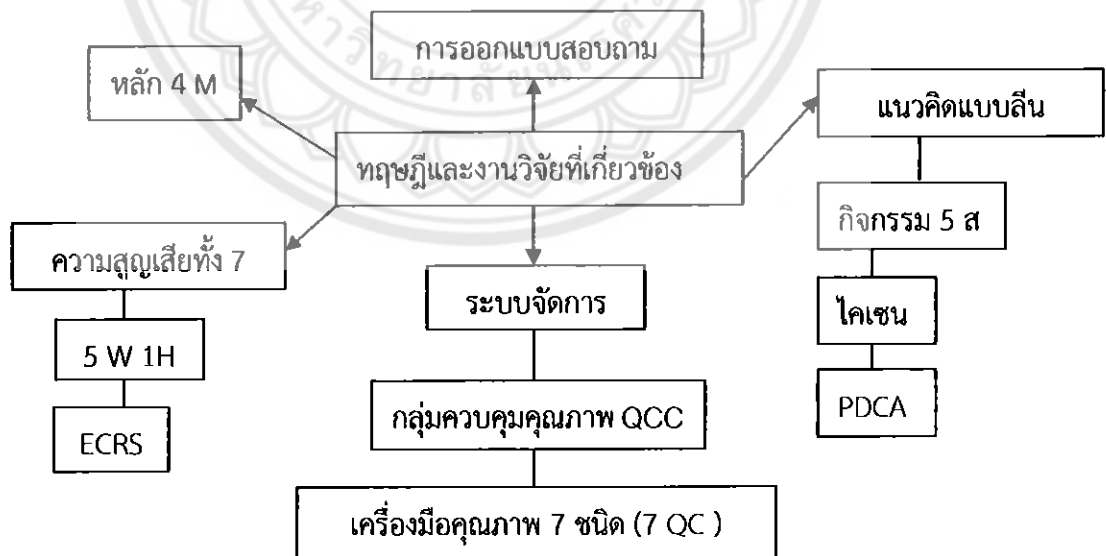 การออกแบบสอบถาม
หลัก 4 M
แนวคิดแบบลีน
ทฤษฎีและงานวิจัยที่เกี่ยวข้อง
กิจกรรม 5 ส
ความสูญเสียทั้ง 7
ระบบจัดการ
ไคเซน
5 W 1H
กลุ่มควบคุมคุณภาพ QCC
PDCA
ECRS
เครื่องมือคุณภาพ 7 ชนิด (7 QC )